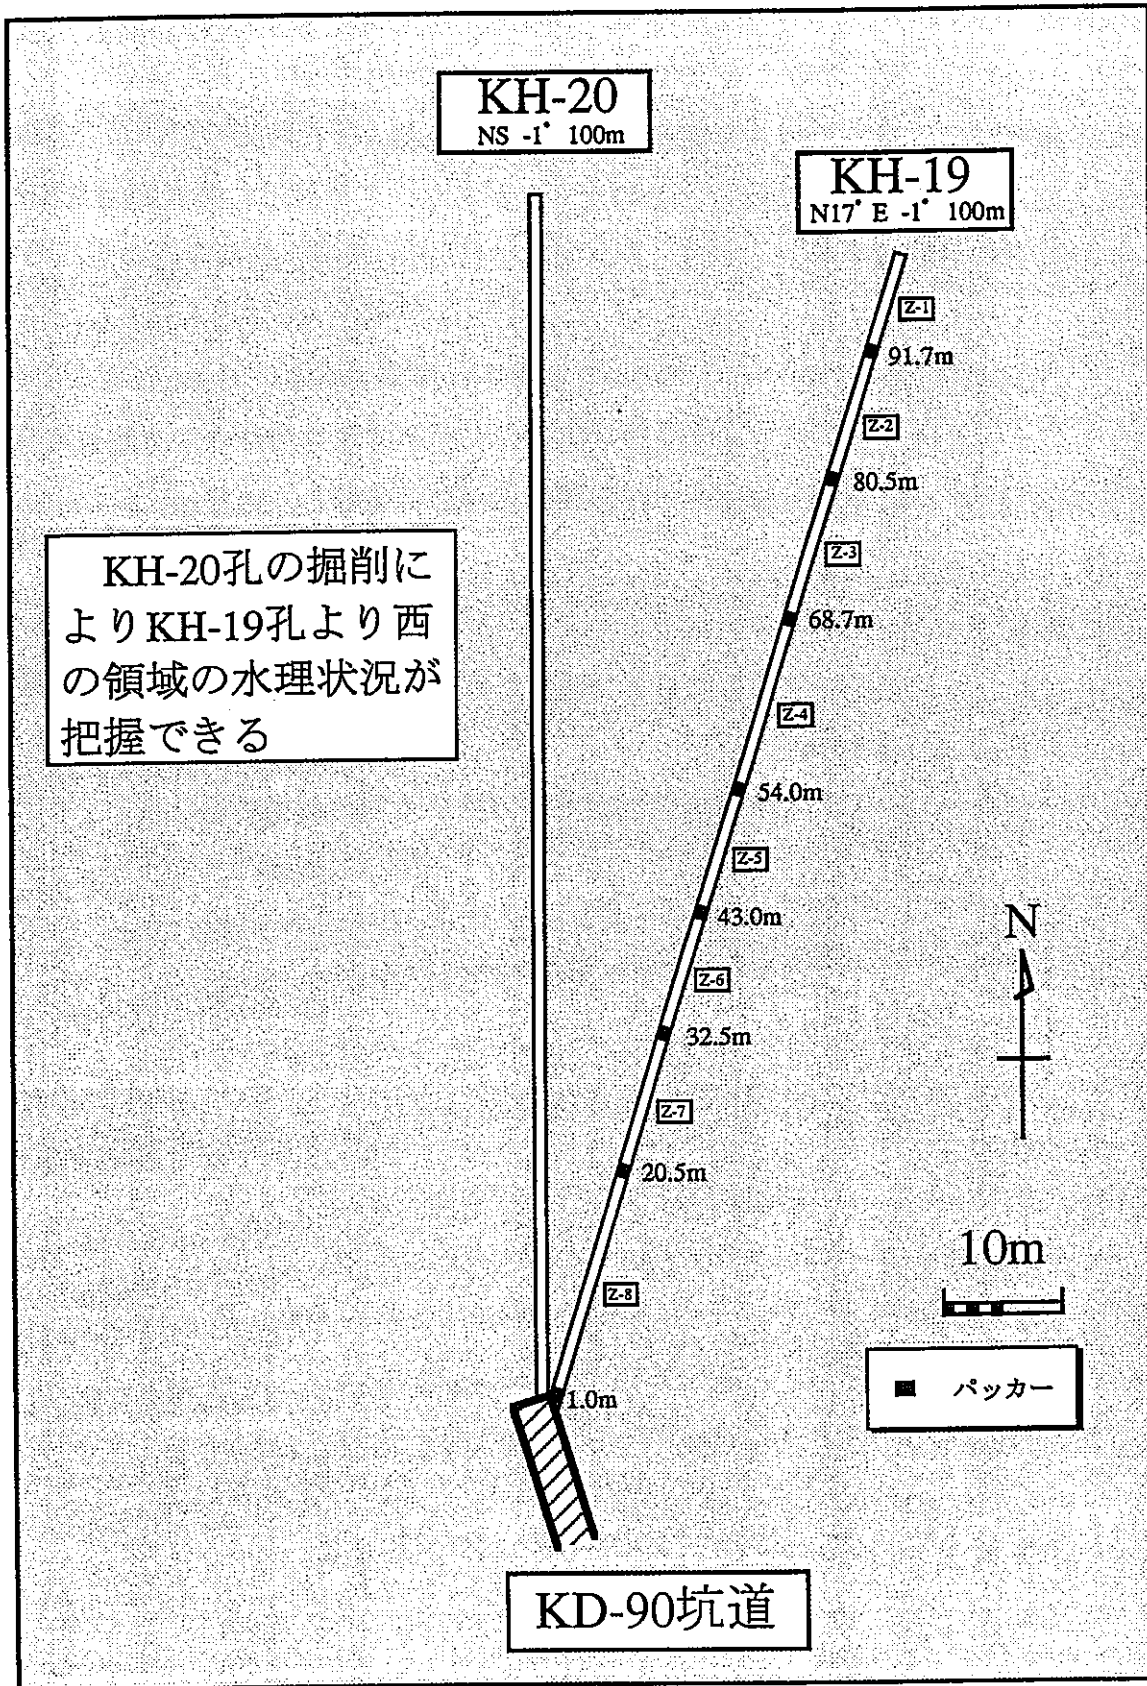 KH-20
NS -1° 100m
KH-19
N17° E -1° 100m
Z-1
91.7m
Z-2
80.5m
KH-20孔の掘削に
よりKH-19孔より西
の領域の水理状況が
把握できる
Z-3
68.7m
Z-4
54.0m
Z-5
43.0m
N
Z-6
32.5m
Z-7
20.5m
10m
Z-8
パッカー
1.0m
KD-90坑道